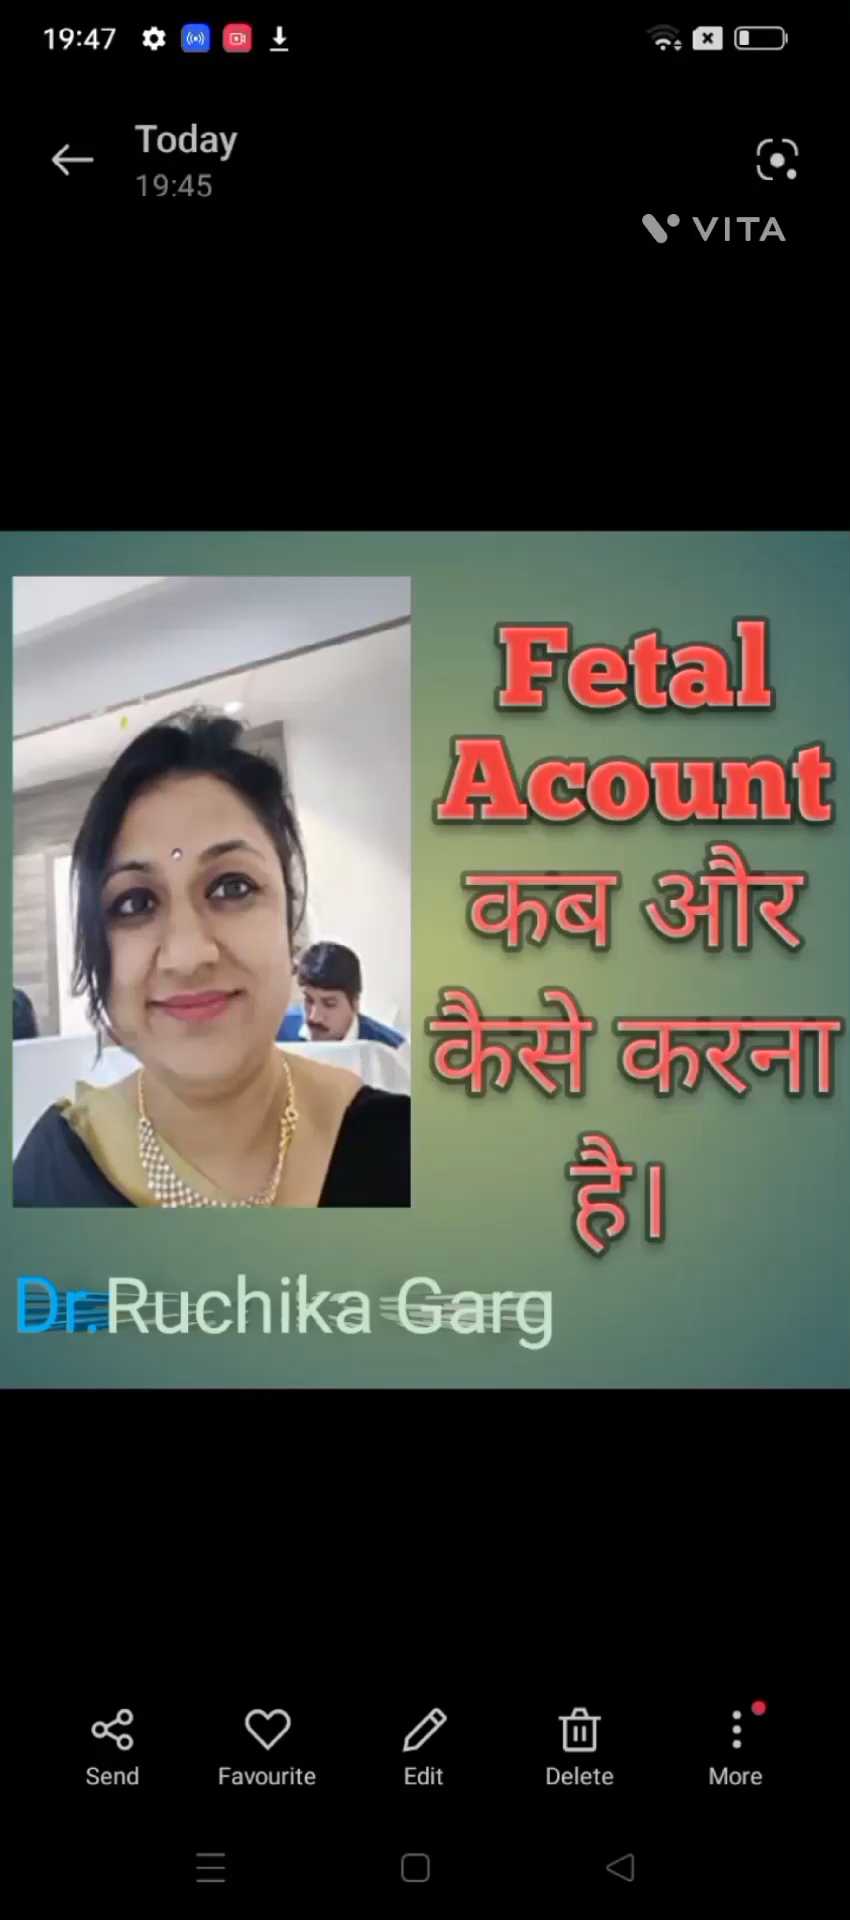 19:47
Today
19:45
VITA
Fetal
Acount
कब और
कैसे करना
है।
Dr.Ruchika Garg
Send Favourite Edit Delete More